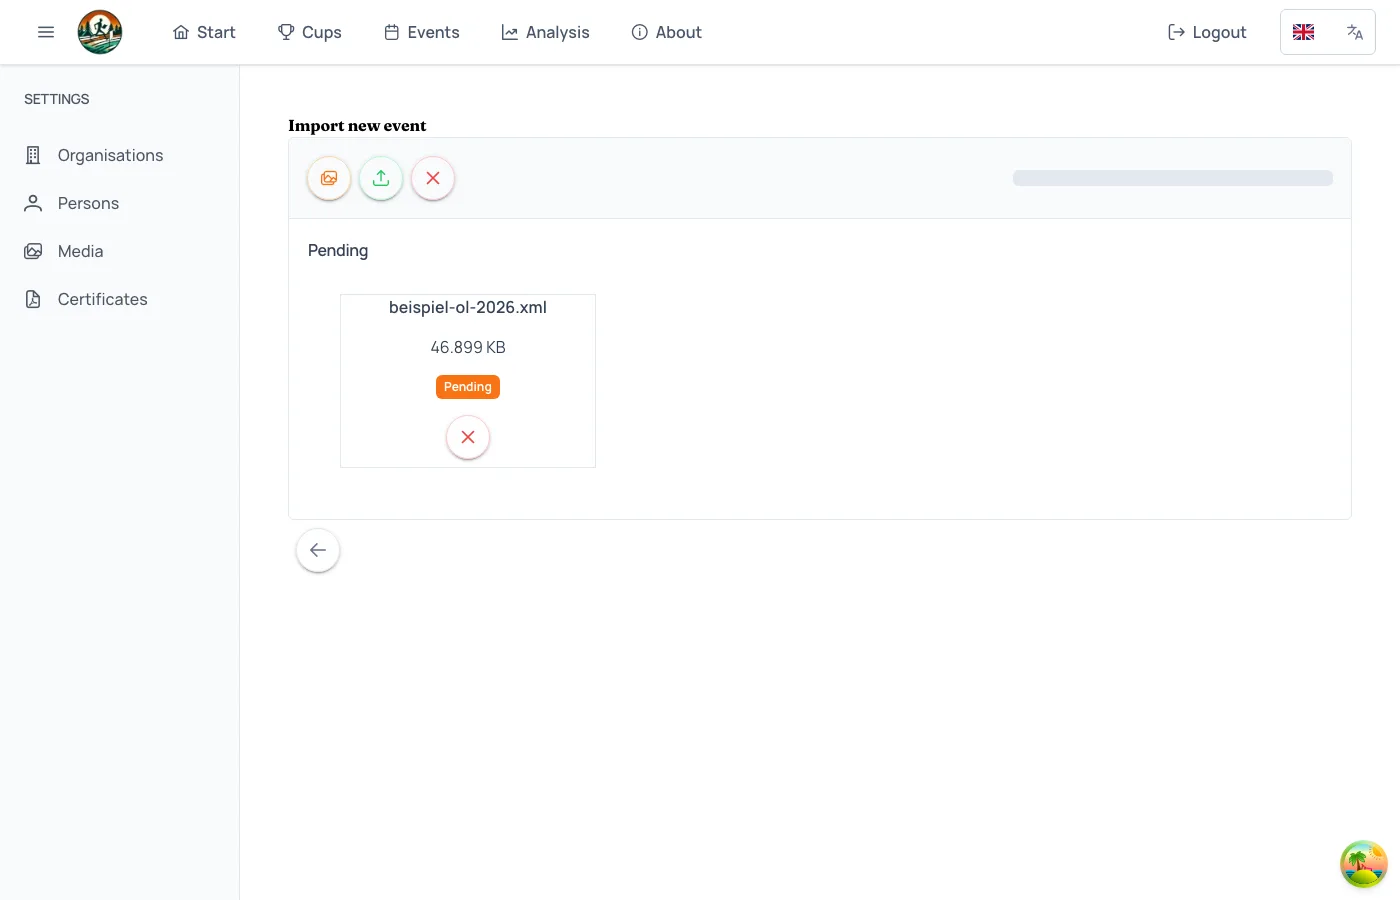 Start
Cups
Events
Analysis
About
Logout
SETTINGS
Organisations
Persons
Media
Certificates
Import new event
Pending
beispiel-ol-2026.xml
46.899 KB
Pending